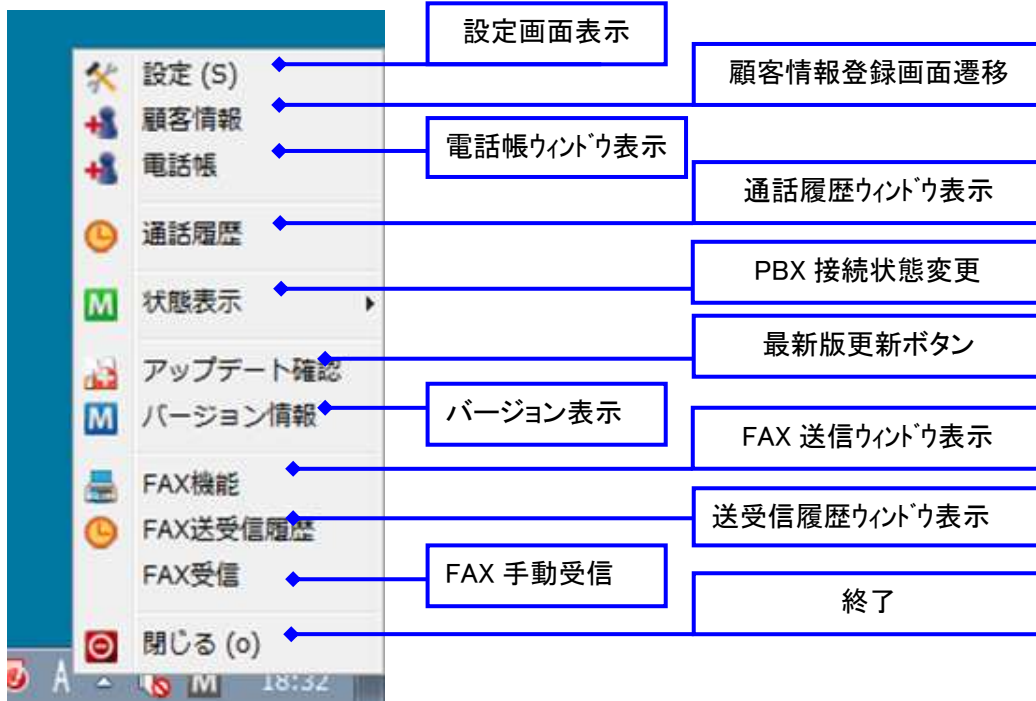 設定画面表示
設定 (S)
顧客情報登録画面遷移
顧客情報
電話帳ｳｨﾝﾄﾞｳ表示
電話帳
通話履歴ｳｨﾝﾄﾞｳ表示
通話履歴
PBX 接続状態変更
状態表示
最新版更新ボタン
アップデート確認
バージョン表示
バージョン情報
FAX 送信ｳｨﾝﾄﾞｳ表示
FAX機能
送受信履歴ｳｨﾝﾄﾞｳ表示
FAX送受信履歴
FAX 手動受信
FAX受信
終了
閉じる (o)
A
M
18:32